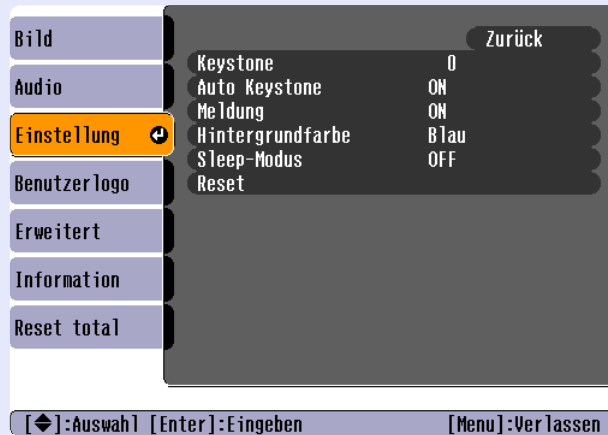 Bild
Audio
Einstellung
Benutzerlogo
Erweitert
Information
Reset total
Zurück
Keystone 0
Auto Keystone ON
Meldung ON
Hintergrundfarbe Blau
Sleep-Modus OFF
Reset
[◆]:Auswahl [Enter]:Eingeben [Menu]:Verlassen